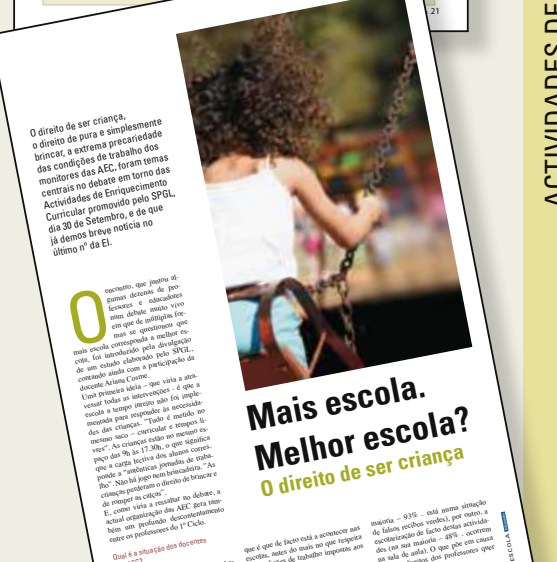 21
ACTIVIDADES DE
O direito de ser criança,
o direito de pura e simplesmente
brincar, a extrema precariedade
das condições de trabalho dos
monitores das AEC, foram temas
centrais no debate em torno das
Actividades de Enriquecimento
Curricular promovido pelo SPGL,
dia 30 de Setembro, e de que
já demos breve notícia no
último nº da EI.
O encontro, que juntou al-
gumas dezenas de pro-
fessores e educadores
num debate muito vivo
em que de múltiplas for-
mas se questionou que
mais escola corresponda a melhor es-
cola, foi introduzido pela divulgação
de um estudo elaborado pelo SPGL,
contando ainda com a participação da
docente Ariana Cosme.
Uma primeira ideia – que viria a atra-
vessar todas as intervenções - é que a
escola a tempo inteiro não foi imple-
mentada para responder às necessida-
des das crianças. "Tudo é metido no
mesmo saco – curricular e tempos li-
vres". As crianças estão no mesmo es-
paço das 9h às 17.30h, o que significa
que a carga lectiva dos alunos corres-
ponde a "autênticas jornadas de traba-
lho". Não há jogo nem brincadeira. "As
crianças perderam o direito de brincar e
de romper as calças".
E, como viria a ressaltar no debate, a
actual organização das AEC gera tam-
bém um profundo descontentamento
entre os professores do 1º Ciclo.
Qual é a situação dos docentes
Mais escola.
Melhor escola?
O direito de ser criança
que é que de facto está a acontecer nas
escolas, antes do mais no que respeita
de trabalho impostas aos
maioria – 93% - está numa situação
de falsos recibos verdes), por outro, a
escolarização de facto destas activida-
des (na sua maioria – 48% - ocorrem
na sala de aula). O que põe em causa
dos professores quer
ESCOLA